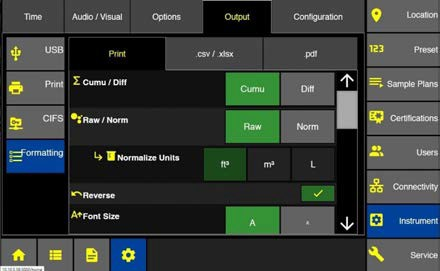 Time
Audio / Visual
Options
Output
Configuration
USB
Print
CIFS
Formatting
Print
.csv / .xlsx
.pdf
Σ Cumu / Diff
Cumu
Diff
Raw / Norm
Raw
Norm
Normalize Units
ft³
m³
L
Reverse
A Font Size
A
A
Location
123 Preset
Sample Plans
Certifications
Users
Connectivity
Instrument
Service